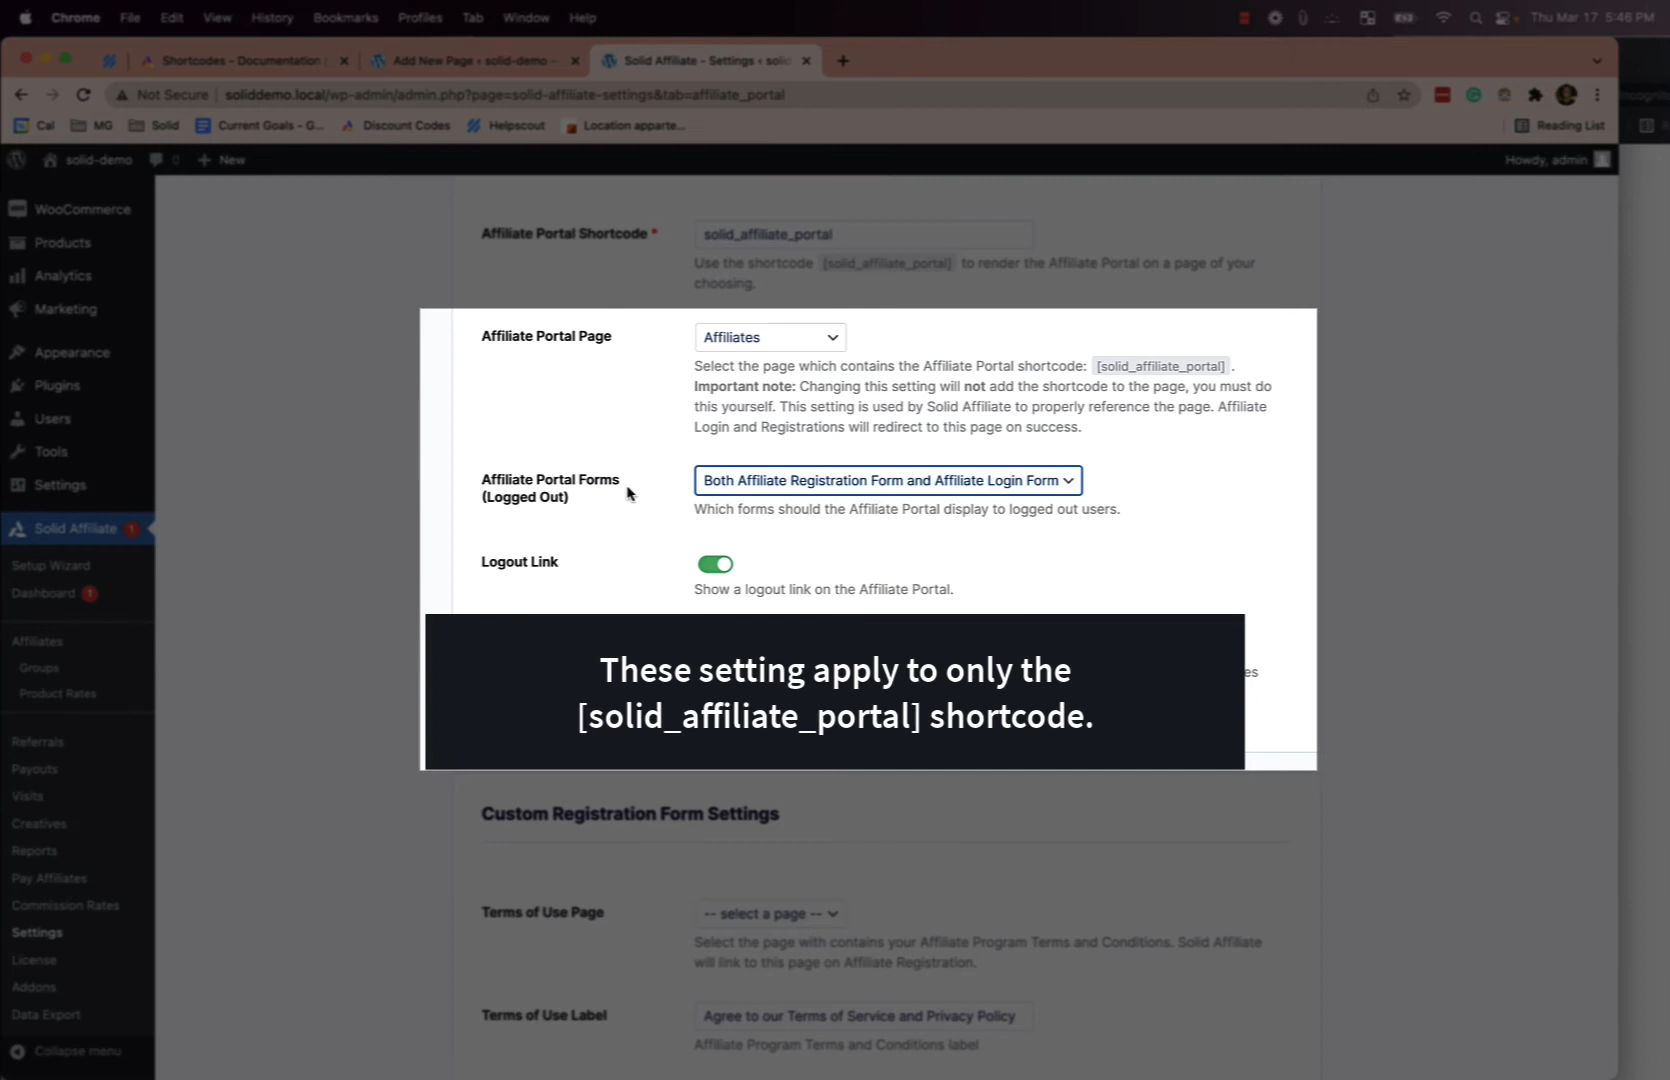 Chrome File Edit View History Bookmarks Profiles Tab Window Help Thu Mar 17 5:46 PM
Shortcodes - Documentation Add New Page ‹ solid-demo — Solid Affiliate - Settings ‹ solid
Not Secure soliddemo.local/wp-admin/admin.php?page=solid-affiliate-settings&tab=affiliate_portal
Cal MG Solid Current Goals - G... Discount Codes Helpscout Location apparte... Reading List
solid-demo 0 + New Howdy, admin
WooCommerce
Products
Analytics
Marketing
Appearance
Plugins
Users
Tools
Settings
Solid Affiliate 1
Setup Wizard
Dashboard 1
Affiliates
Groups
Product Rates
Referrals
Payouts
Visits
Creatives
Reports
Pay Affiliates
Commission Rates
Settings
License
Addons
Data Export
Collapse menu
Affiliate Portal Shortcode *
solid_affiliate_portal
Use the shortcode [solid_affiliate_portal] to render the Affiliate Portal on a page of your
choosing.
Affiliate Portal Page
Affiliates
Select the page which contains the Affiliate Portal shortcode: [solid_affiliate_portal] .
Important note: Changing this setting will not add the shortcode to the page, you must do
this yourself. This setting is used by Solid Affiliate to properly reference the page. Affiliate
Login and Registrations will redirect to this page on success.
Affiliate Portal Forms
(Logged Out)
Both Affiliate Registration Form and Affiliate Login Form
Which forms should the Affiliate Portal display to logged out users.
Logout Link
Show a logout link on the Affiliate Portal.
These setting apply to only the
[solid_affiliate_portal] shortcode.
Custom Registration Form Settings
Terms of Use Page
-- select a page --
Select the page with contains your Affiliate Program Terms and Conditions. Solid Affiliate
will link to this page on Affiliate Registration.
Terms of Use Label
Agree to our Terms of Service and Privacy Policy
Affiliate Program Terms and Conditions label